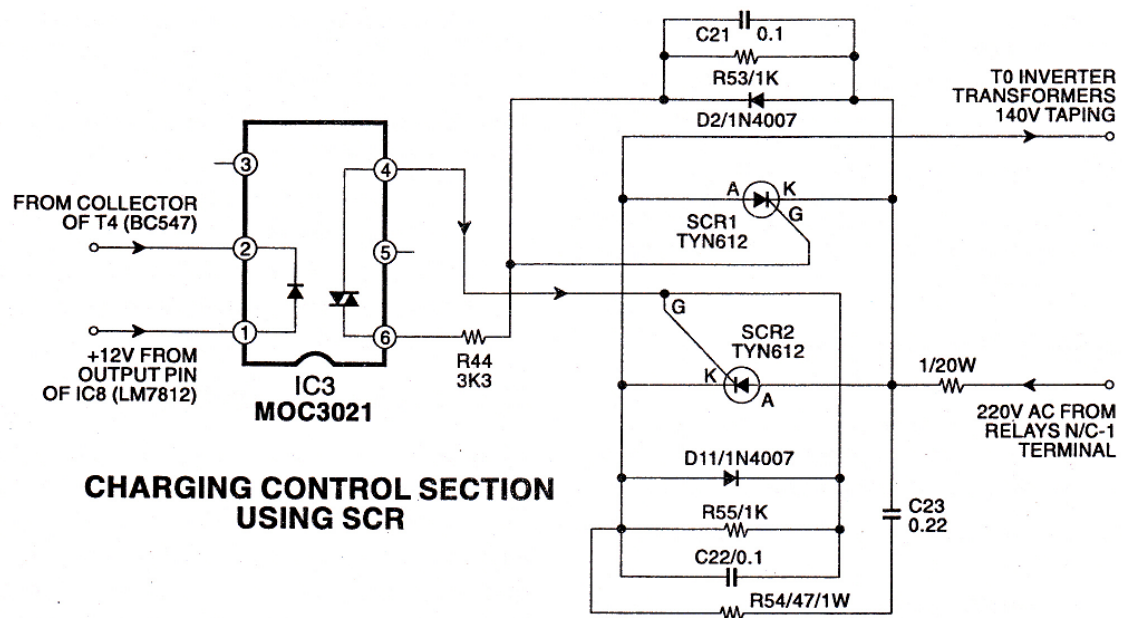 C21 0.1
R53/1K
D2/1N4007
T0 INVERTER
TRANSFORMERS
140V TAPING
3
4
FROM COLLECTOR
OF T4 (BC547)
A
K
G
SCR1
TYN612
2
5
G
SCR2
TYN612
1
6
+12V FROM
OUTPUT PIN
OF IC8 (LM7812)
R44
3K3
K
A
1/20W
IC3
MOC3021
220V AC FROM
RELAYS N/C-1
TERMINAL
D11/1N4007
CHARGING CONTROL SECTION
USING SCR
R55/1K
C23
0.22
C22/0.1
R54/47/1W